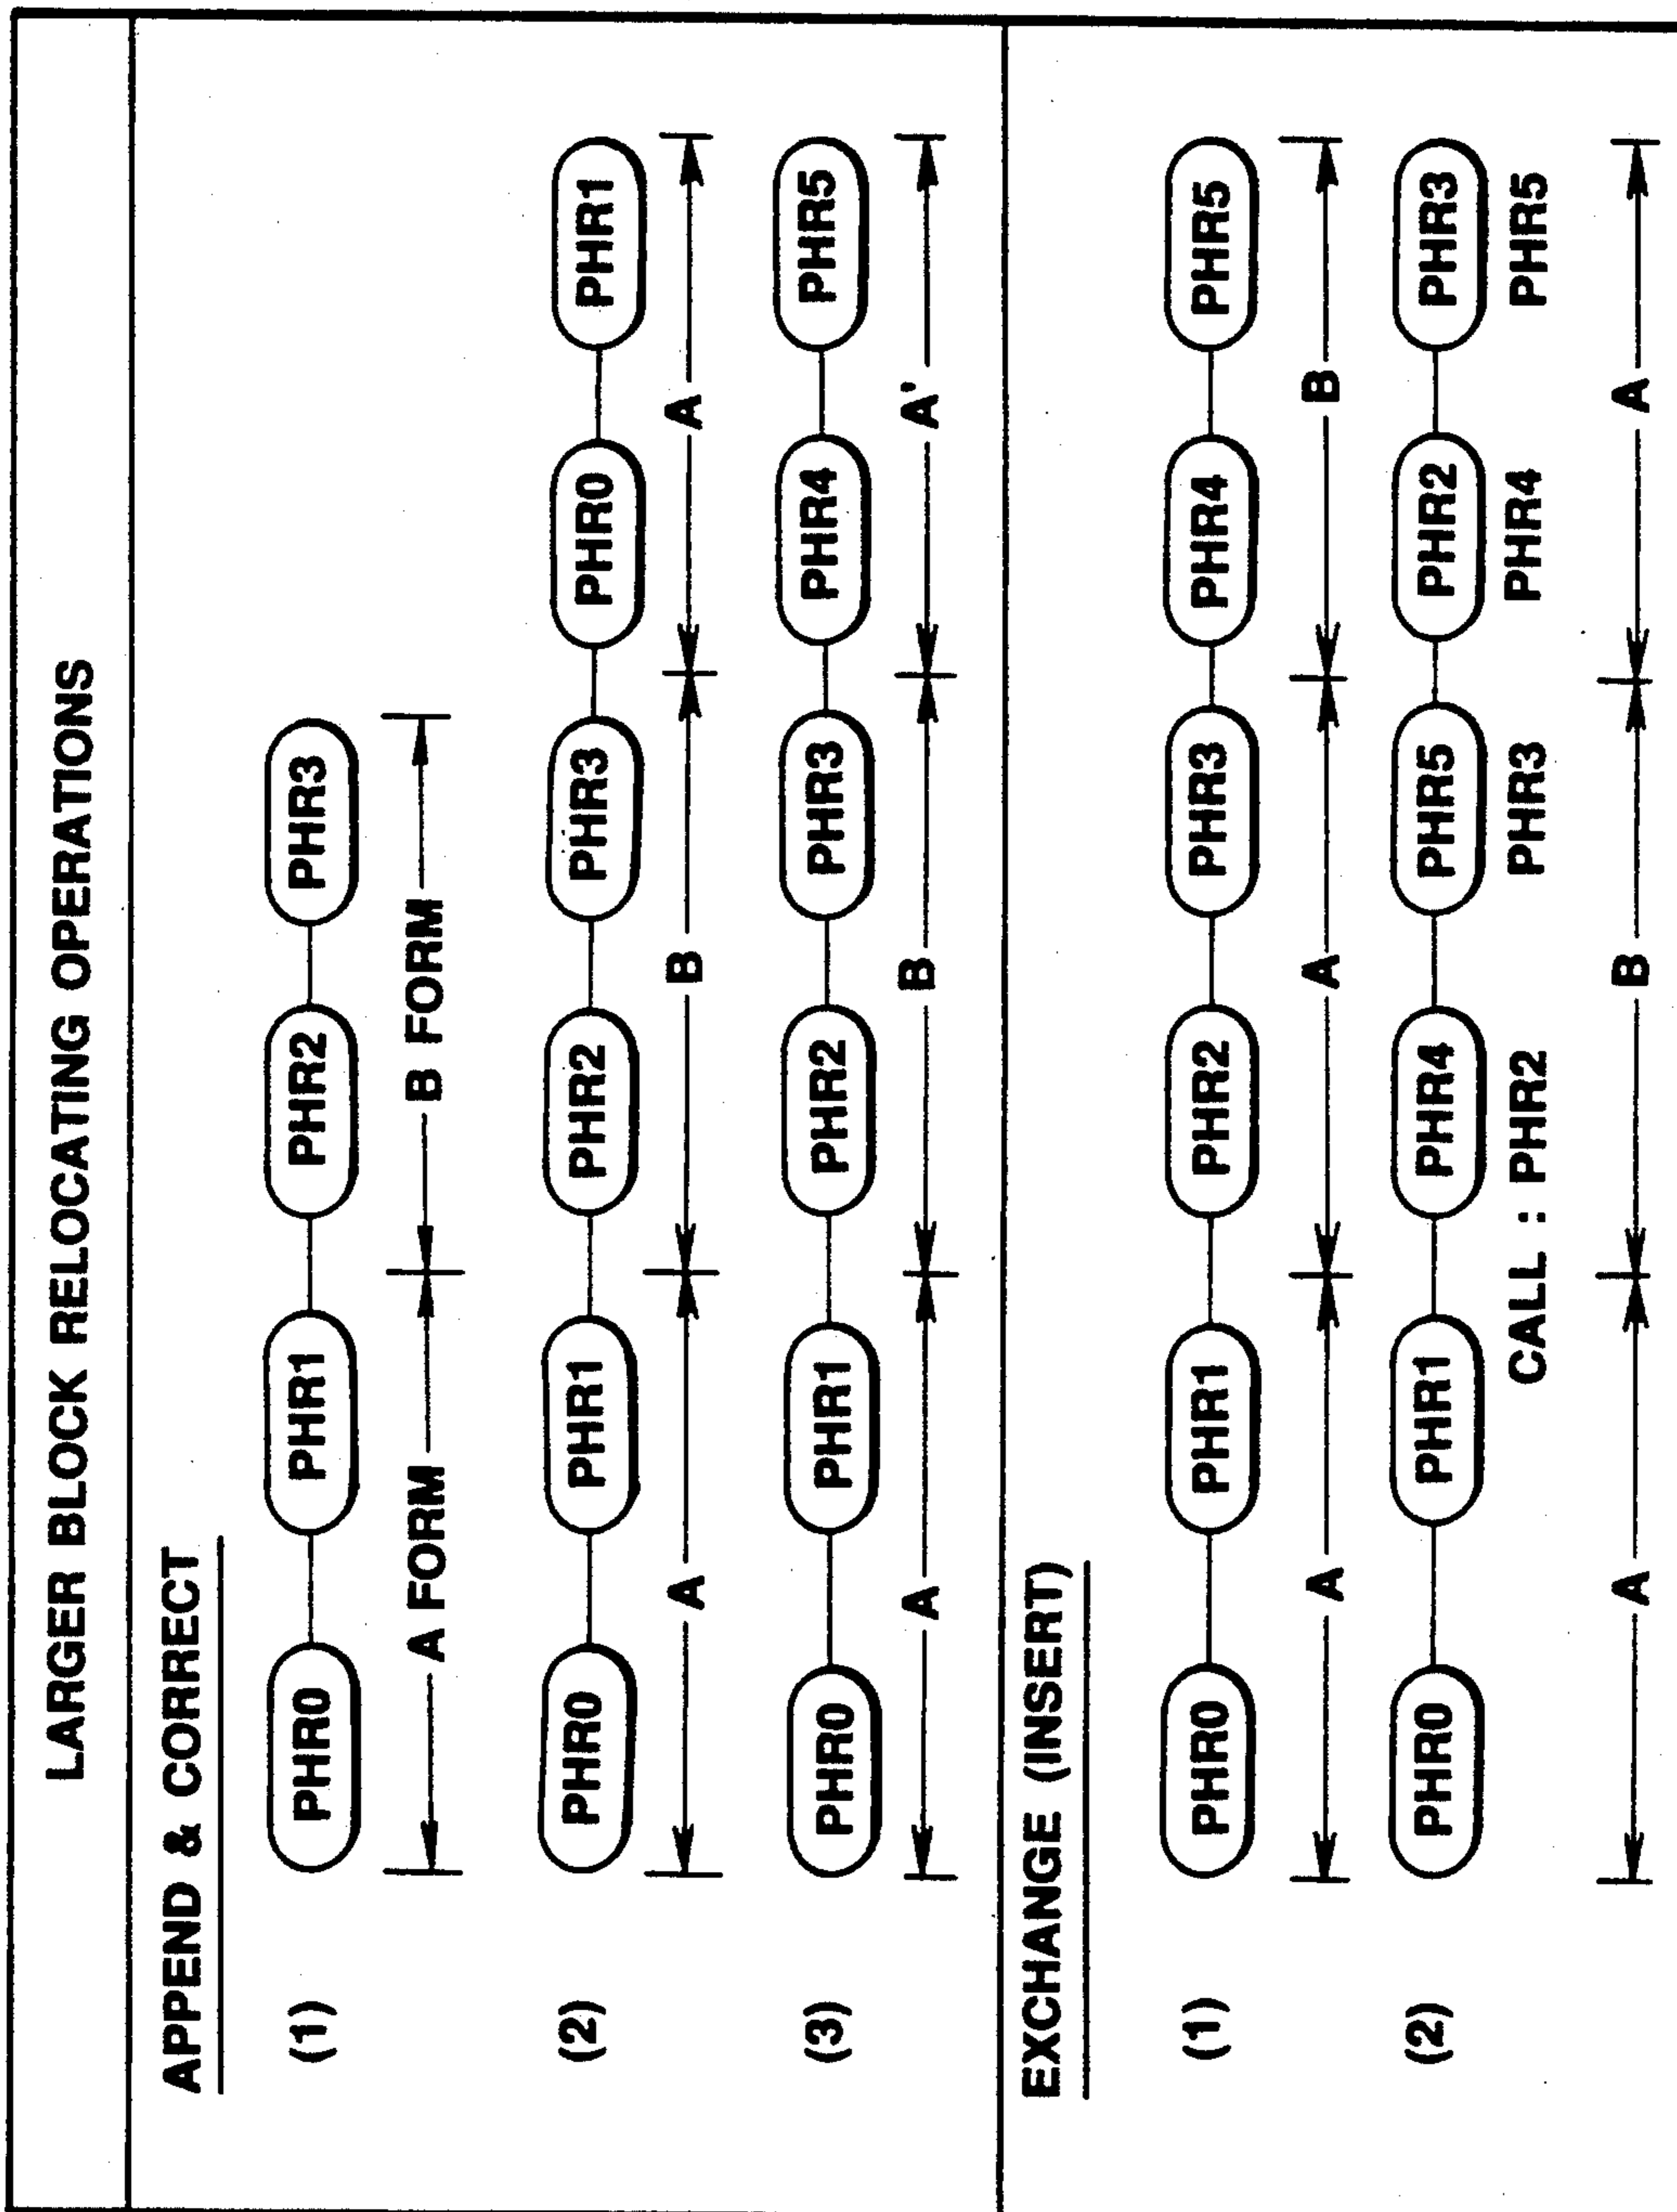 LARGER BLOCK RELOCATING OPERATIONS
APPEND & CORRECT
(1) PHR0 PHR1 PHR2 PHR3
A FORM B FORM
(2) PHR0 PHR1 PHR2 PHR3 PHR0 PHR1
A B A
(3) PHR0 PHR1 PHR2 PHR3 PHR4 PHR5
A B A'
EXCHANGE (INSERT)
(1) PHR0 PHR1 PHR2 PHR3 PHR4 PHR5
A A B
(2) PHR0 PHR1 PHR4 PHR5 PHR2 PHR3
CALL : PHR2 PHR3 PHR4 PHR5
A B A